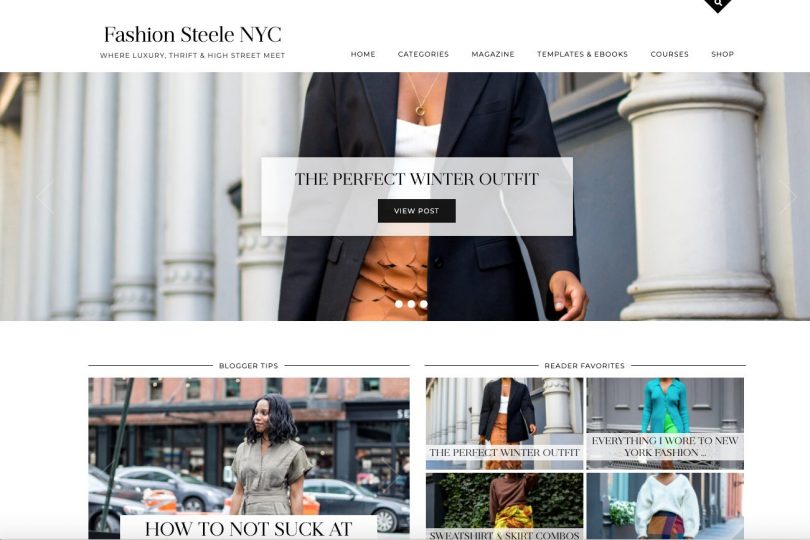 Fashion Steele NYC
WHERE LUXURY, THRIFT & HIGH STREET MEET
HOME CATEGORIES MAGAZINE TEMPLATES & EBOOKS COURSES SHOP
THE PERFECT WINTER OUTFIT
VIEW POST
BLOGGER TIPS
READER FAVORITES
THE PERFECT WINTER OUTFIT
EVERYTHING I WORE TO NEW
YORK FASHION ...
HOW TO NOT SUCK AT
SWEATSHIRT & SKIRT COMBOS